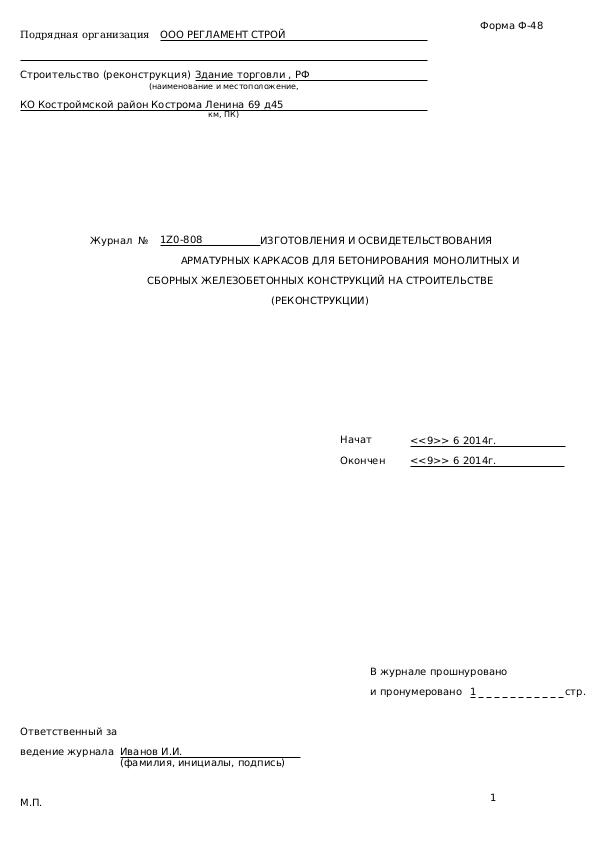 Форма Ф-48
Подрядная организация ООО РЕГЛАМЕНТ СТРОЙ
Строительство (реконструкция) Здание торговли , РФ
(наименование и местоположение,
КО Костроймской район Кострома Ленина 69 д45
км, ПК)
Журнал № 1Z0-808 ИЗГОТОВЛЕНИЯ И ОСВИДЕТЕЛЬСТВОВАНИЯ
АРМАТУРНЫХ КАРКАСОВ ДЛЯ БЕТОНИРОВАНИЯ МОНОЛИТНЫХ И
СБОРНЫХ ЖЕЛЕЗОБЕТОННЫХ КОНСТРУКЦИЙ НА СТРОИТЕЛЬСТВЕ
(РЕКОНСТРУКЦИИ)
Начат <<9>> 6 2014г.
Окончен <<9>> 6 2014г.
В журнале прошнуровано
и пронумеровано 1 стр.
Ответственный за
ведение журнала Иванов И.И.
(фамилия, инициалы, подпись)
М.П.
1